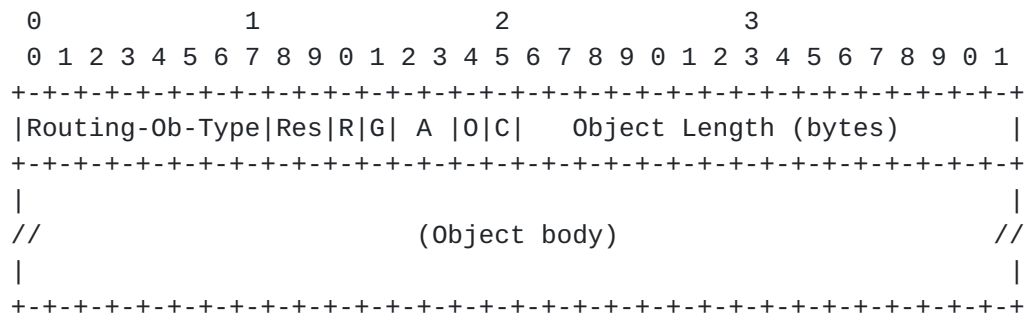 0             1               2               3
 0 1 2 3 4 5 6 7 8 9 0 1 2 3 4 5 6 7 8 9 0 1 2 3 4 5 6 7 8 9 0 1
+-+-+-+-+-+-+-+-+-+-+-+-+-+-+-+-+-+-+-+-+-+-+-+-+-+-+-+-+-+-+-+-+
|Routing-Ob-Type|Res|R|G| A |O|C|   Object Length (bytes)       |
+-+-+-+-+-+-+-+-+-+-+-+-+-+-+-+-+-+-+-+-+-+-+-+-+-+-+-+-+-+-+-+-+
|                                                               |
//                        (Object body)                        //
|                                                               |
+-+-+-+-+-+-+-+-+-+-+-+-+-+-+-+-+-+-+-+-+-+-+-+-+-+-+-+-+-+-+-+-+